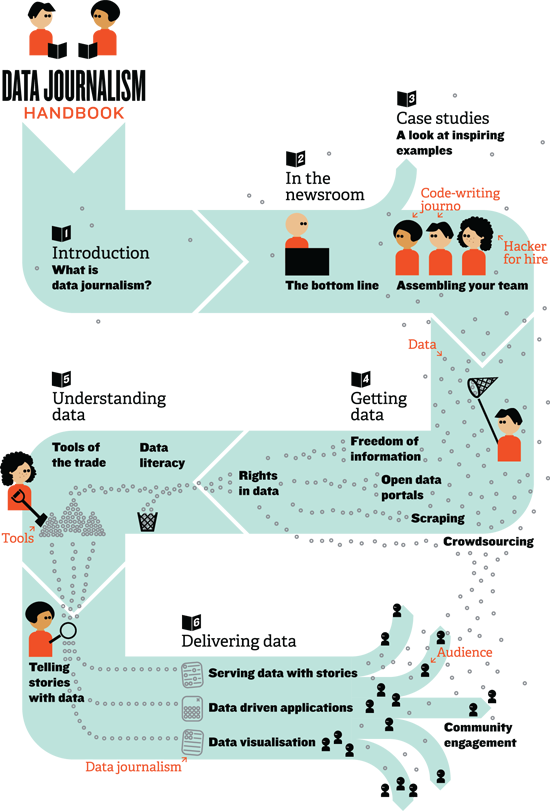 DATA JOURNALISM
HANDBOOK
3
Case studies
A look at inspiring
examples
2
In the
newsroom
Code-writing
journo
Hacker
for hire
1
Introduction
What is
data journalism?
The bottom line
Assembling your team
Data
5
Understanding
data
4
Getting
data
Tools of
the trade
Data
literacy
Freedom of
information
Rights
in data
Open data
portals
Scraping
Crowdsourcing
Tools
6
Delivering data
Telling
stories
with data
Serving data with stories
Audience
Data driven applications
Community
engagement
Data visualisation
Data journalism